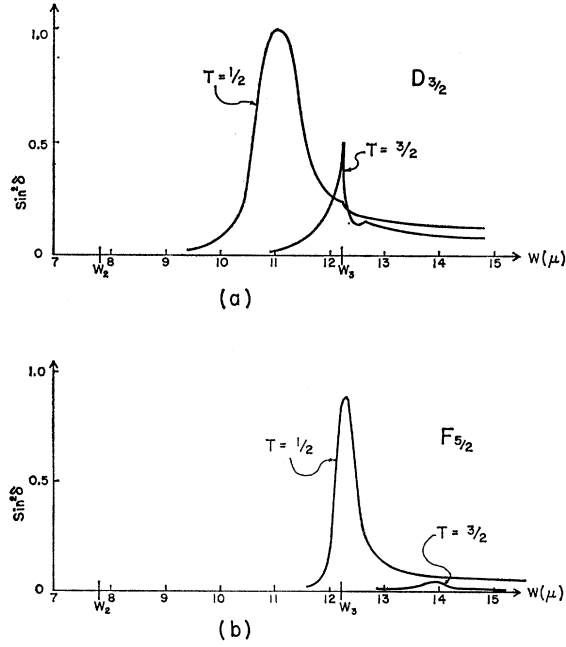 1.0
T = 1/2
D3/2
0.5
T = 3/2
Sin²δ
0
7 8 9 10 11 12 13 14 15 W(μ)
W2 W3
(a)
1.0
T = 1/2
F5/2
0.5
T = 3/2
Sin²δ
0
7 8 9 10 11 12 13 14 15 W(μ)
W2 W3
(b)